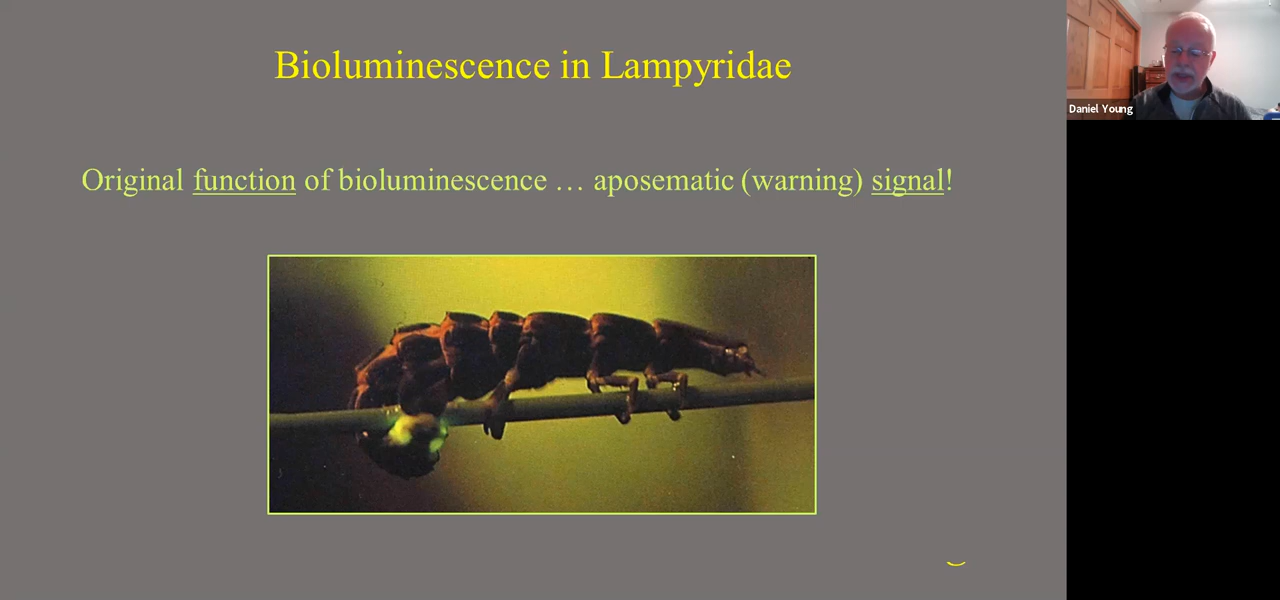 Bioluminescence in Lampyridae
Original function of bioluminescence … aposematic (warning) signal!
Daniel Young